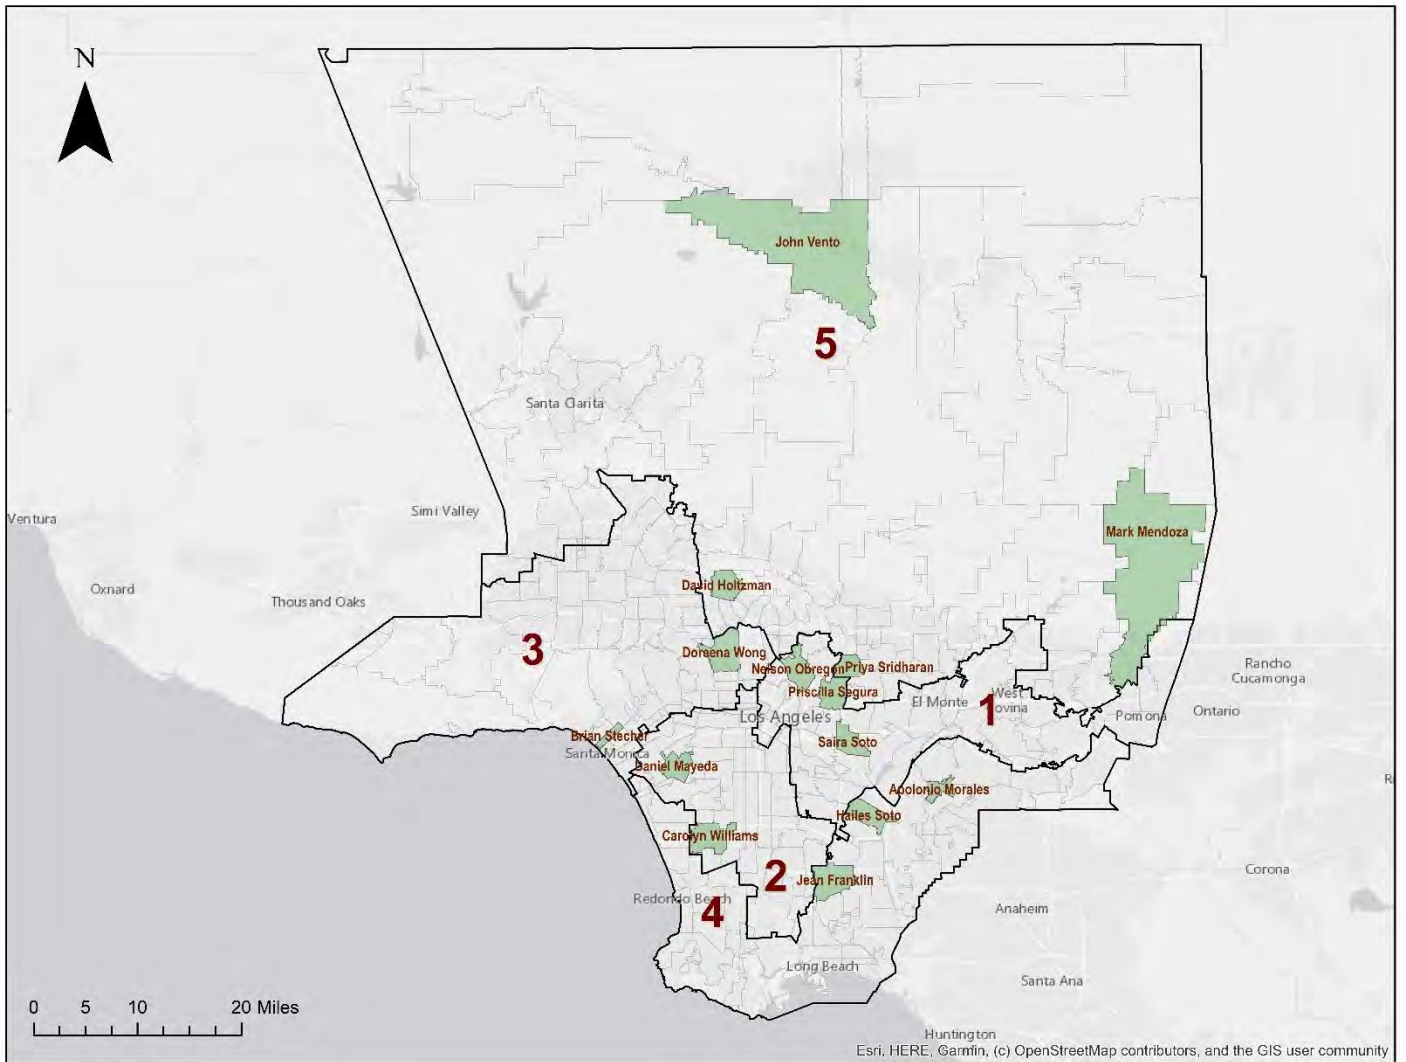 N
John Vento
5
Santa Clarita
Mark Mendoza
Simi Valley
Ventura
David Holtzman
Oxnard
Thousand Oaks
3
Doreena Wong
Nelson Obregon
Priya Sridharan
Rancho
Cucamonga
Priscilla Segura
El Monte
West
ovina
1
Los Angeles
Pomona
Ontario
Brian Stecher
Santa Monica
Saira Soto
Daniel Mayeda
R
Apolonio Morales
Hailes Soto
Carolyn Williams
2
Jean Franklin
Corona
Redondo Beach
4
Anaheim
Long Beach
Santa Ana
0 5 10 20 Miles
Huntington
Esri, HERE, Garmin, (c) OpenStreetMap contributors, and the GIS user community